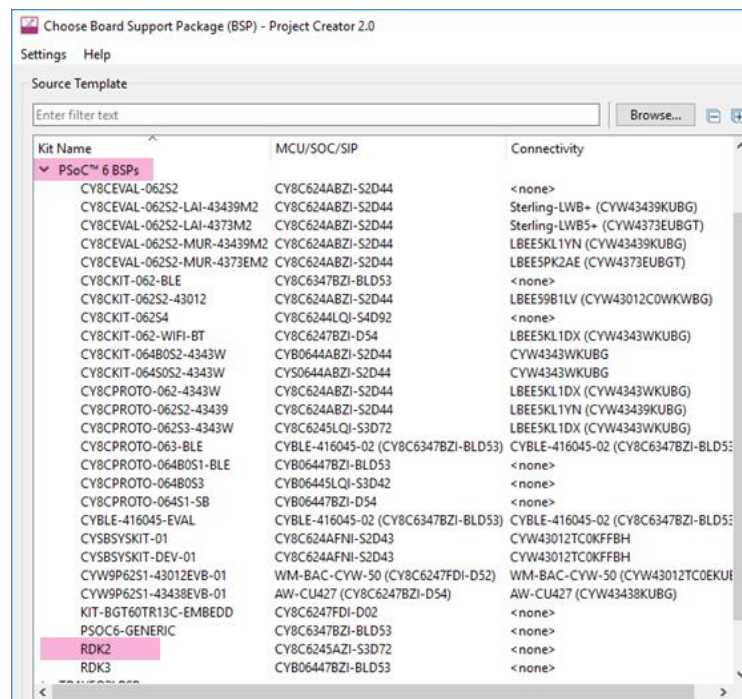 Choose Board Support Package (BSP) - Project Creator 2.0
Settings Help
Source Template
Enter filter text Browse...
Kit Name MCU/SOC/SIP Connectivity
PSoC™ 6 BSPs
CY8CEVAL-062S2 CY8C624ABZI-S2D44 <none>
CY8CEVAL-062S2-LAI-43439M2 CY8C624ABZI-S2D44 Sterling-LWB+ (CYW43439KUBG)
CY8CEVAL-062S2-LAI-4373M2 CY8C624ABZI-S2D44 Sterling-LWB5+ (CYW4373EUBGT)
CY8CEVAL-062S2-MUR-43439M2 CY8C624ABZI-S2D44 LBEE5KL1YN (CYW43439KUBG)
CY8CEVAL-062S2-MUR-4373EM2 CY8C624ABZI-S2D44 LBEE5PK2AE (CYW4373EUBGT)
CY8CKIT-062-BLE CY8C6347BZI-BLD53 <none>
CY8CKIT-062S2-43012 CY8C624ABZI-S2D44 LBEE59B1LV (CYW43012C0WKWBG)
CY8CKIT-062S4 CY8C6244LQI-S4D92 <none>
CY8CKIT-062-WIFI-BT CY8C6247BZI-D54 LBEE5KL1DX (CYW4343WKUBG)
CY8CKIT-064B0S2-4343W CYB0644ABZI-S2D44 CYW4343WKUBG
CY8CKIT-064S0S2-4343W CYS0644ABZI-S2D44 CYW4343WKUBG
CY8CPROTO-062-4343W CY8C624ABZI-S2D44 LBEE5KL1DX (CYW4343WKUBG)
CY8CPROTO-062S2-43439 CY8C624ABZI-S2D44 LBEE5KL1YN (CYW43439KUBG)
CY8CPROTO-062S3-4343W CY8C6245LQI-S3D72 LBEE5KL1DX (CYW4343WKUBG)
CY8CPROTO-063-BLE CYBLE-416045-02 (CY8C6347BZI-BLD53) CYBLE-416045-02 (CY8C6347BZI-BLD53
CY8CPROTO-064B0S1-BLE CYB06447BZI-BLD53 <none>
CY8CPROTO-064B0S3 CYB06445LQI-S3D42 <none>
CY8CPROTO-064S1-SB CYB06447BZI-D54 <none>
CYBLE-416045-EVAL CYBLE-416045-02 (CY8C6347BZI-BLD53) CYBLE-416045-02 (CY8C6347BZI-BLD53
CYSBSYSKIT-01 CY8C624AFNI-S2D43 CYW43012TC0KFFBH
CYSBSYSKIT-DEV-01 CY8C624AFNI-S2D43 CYW43012TC0KFFBH
CYW9P62S1-43012EVB-01 WM-BAC-CYW-50 (CY8C6247FDI-D52) WM-BAC-CYW-50 (CYW43012TC0EKUB
CYW9P62S1-43438EVB-01 AW-CU427 (CY8C6247BZI-D54) AW-CU427 (CYW43438KUBG)
KIT-BGT60TR13C-EMBEDD CY8C6247FDI-D02 <none>
PSOC6-GENERIC CY8C6347BZI-BLD53 <none>
RDK2 CY8C6245AZI-S3D72 <none>
RDK3 CYB06447BZI-BLD53 <none>